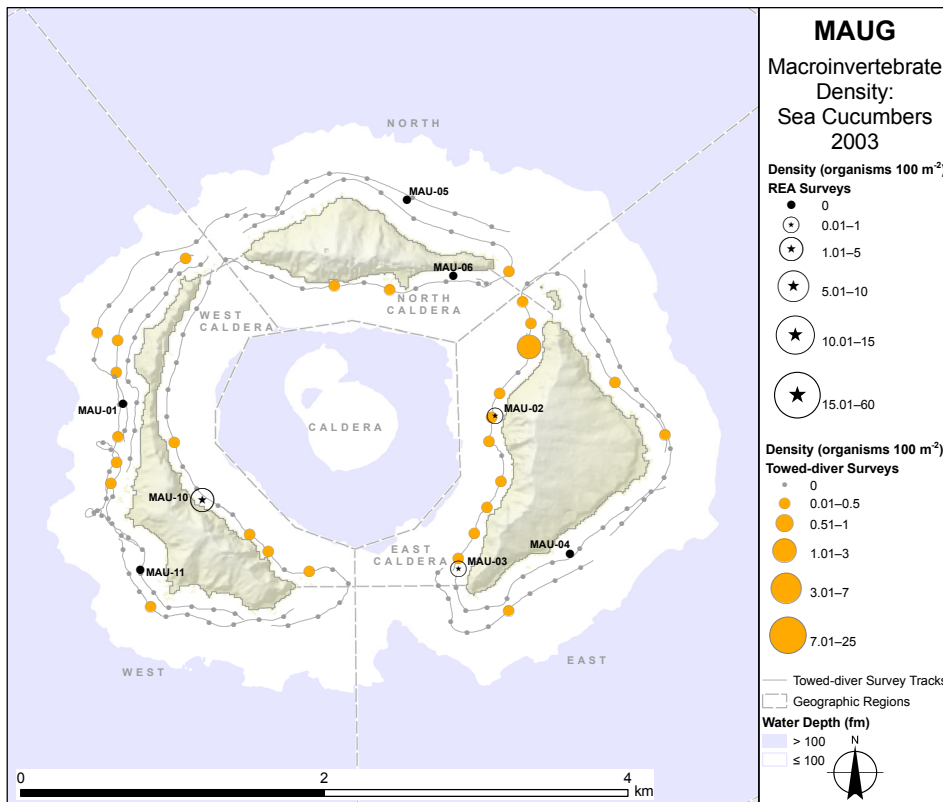 MAUG
Macroinvertebrate
Density:
Sea Cucumbers
2003
Density (organisms 100 m⁻²)
REA Surveys
0
0.01–1
1.01–5
5.01–10
10.01–15
15.01–60
Density (organisms 100 m⁻²)
Towed-diver Surveys
0
0.01–0.5
0.51–1
1.01–3
3.01–7
7.01–25
Towed-diver Survey Tracks
Geographic Regions
Water Depth (fm)
> 100
≤ 100
N
NORTH
MAU-05
MAU-06
NORTH
CALDERA
WEST
CALDERA
MAU-01
MAU-02
CALDERA
MAU-10
MAU-04
EAST
CALDERA
MAU-03
MAU-11
WEST
EAST
0
2
4
km